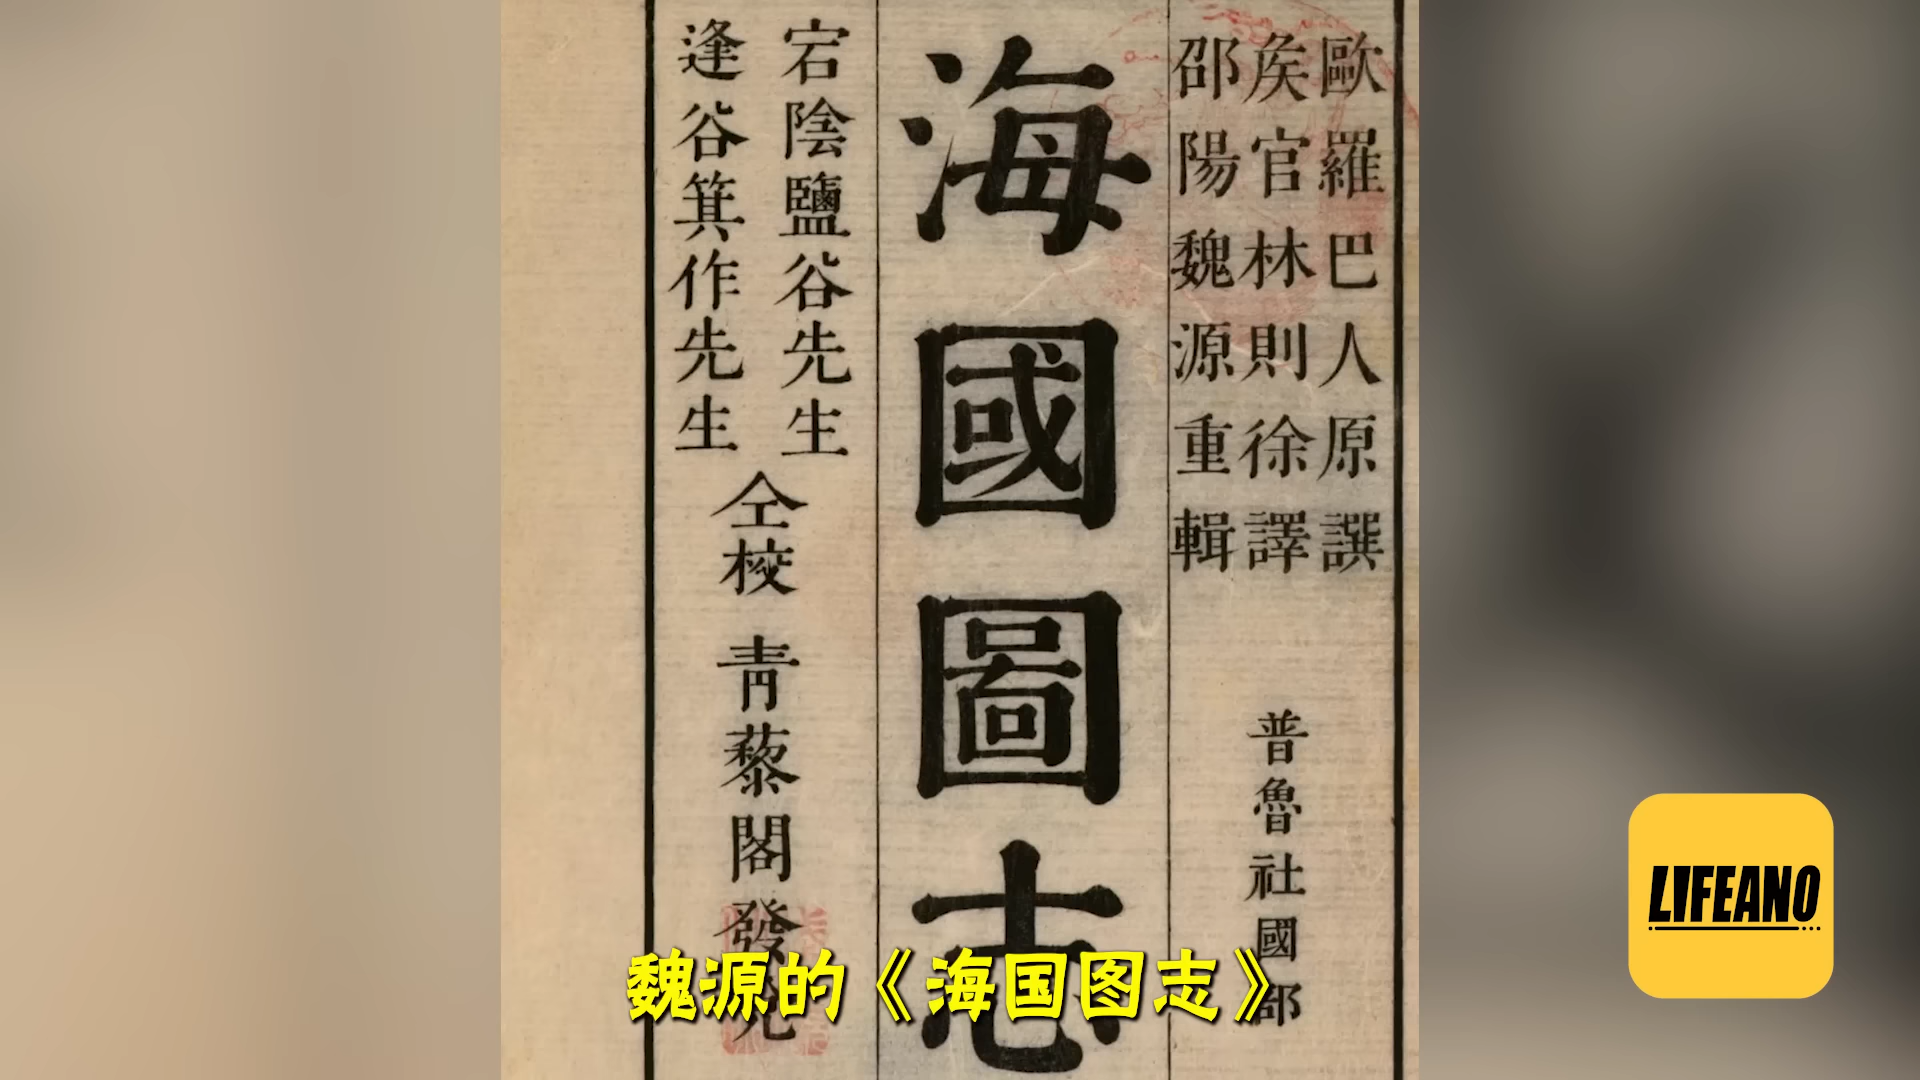 歐羅巴人原譔
矦官林則徐譯
邵陽魏源重輯
普魯社國部
海國圖志
宕陰鹽谷先生
逢谷箕作先生
仝校
青藜閣發兌
魏源的《海国图志》
LIFEANO